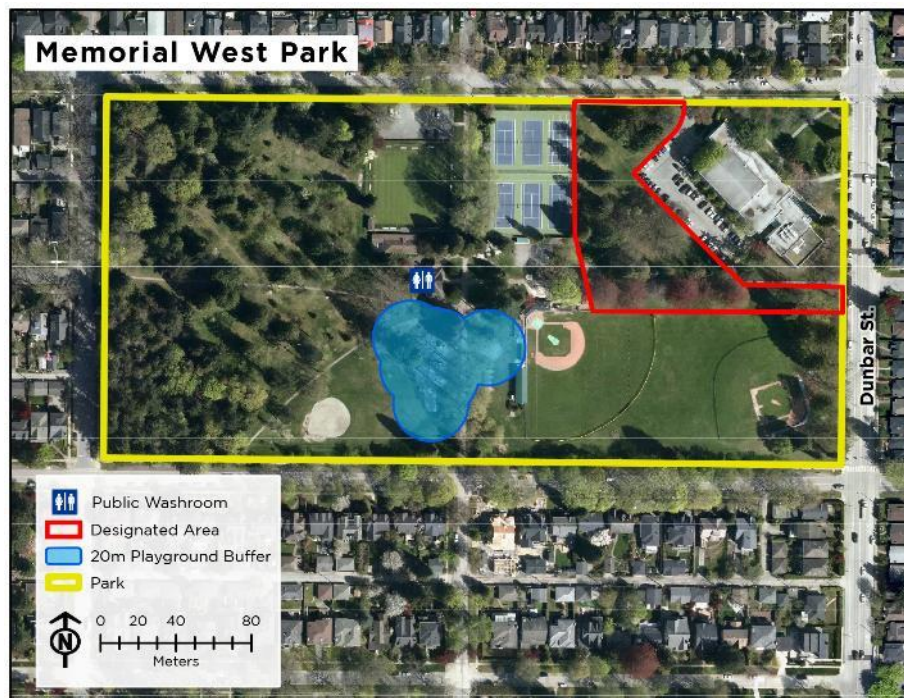 Memorial West Park
Dunbar St.
Public Washroom
Designated Area
20m Playground Buffer
Park
N
0 20 40 80
Meters